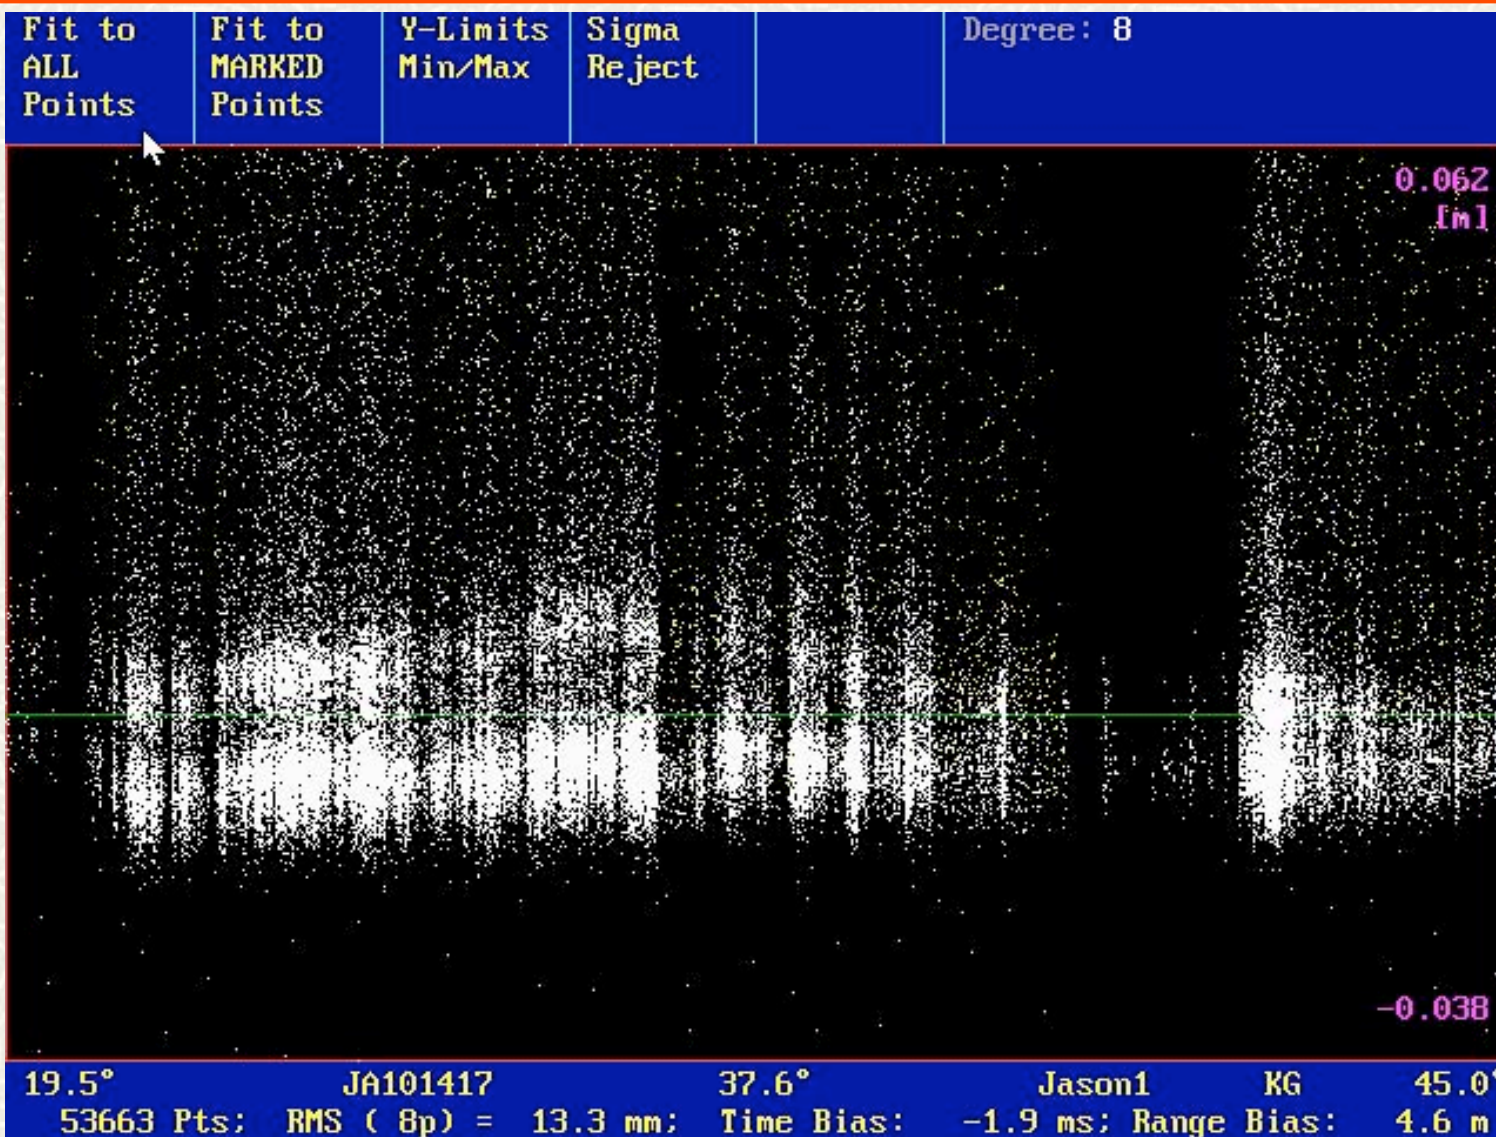 Fit to ALL Points
Fit to MARKED Points
Y-Limits Min/Max
Sigma Reject
Degree: 8
0.062
[m]
-0.038
19.5° JA101417 37.6° Jason1 KG 45.0°
53663 Pts; RMS ( 8p) = 13.3 mm; Time Bias: -1.9 ms; Range Bias: 4.6 m